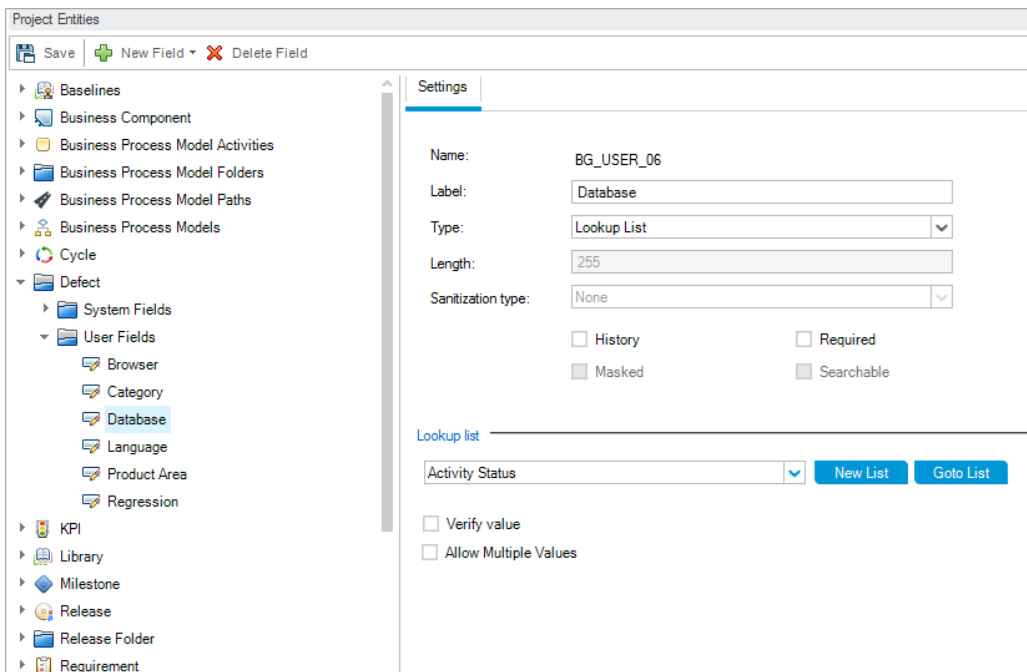 Project Entities
Save New Field Delete Field
Baselines
Business Component
Business Process Model Activities
Business Process Model Folders
Business Process Model Paths
Business Process Models
Cycle
Defect
System Fields
User Fields
Browser
Category
Database
Language
Product Area
Regression
KPI
Library
Milestone
Release
Release Folder
Requirement
Settings
Name: BG_USER_06
Label: Database
Type: Lookup List
Length: 255
Sanitization type: None
History Required
Masked Searchable
Lookup list
Activity Status New List Goto List
Verify value
Allow Multiple Values